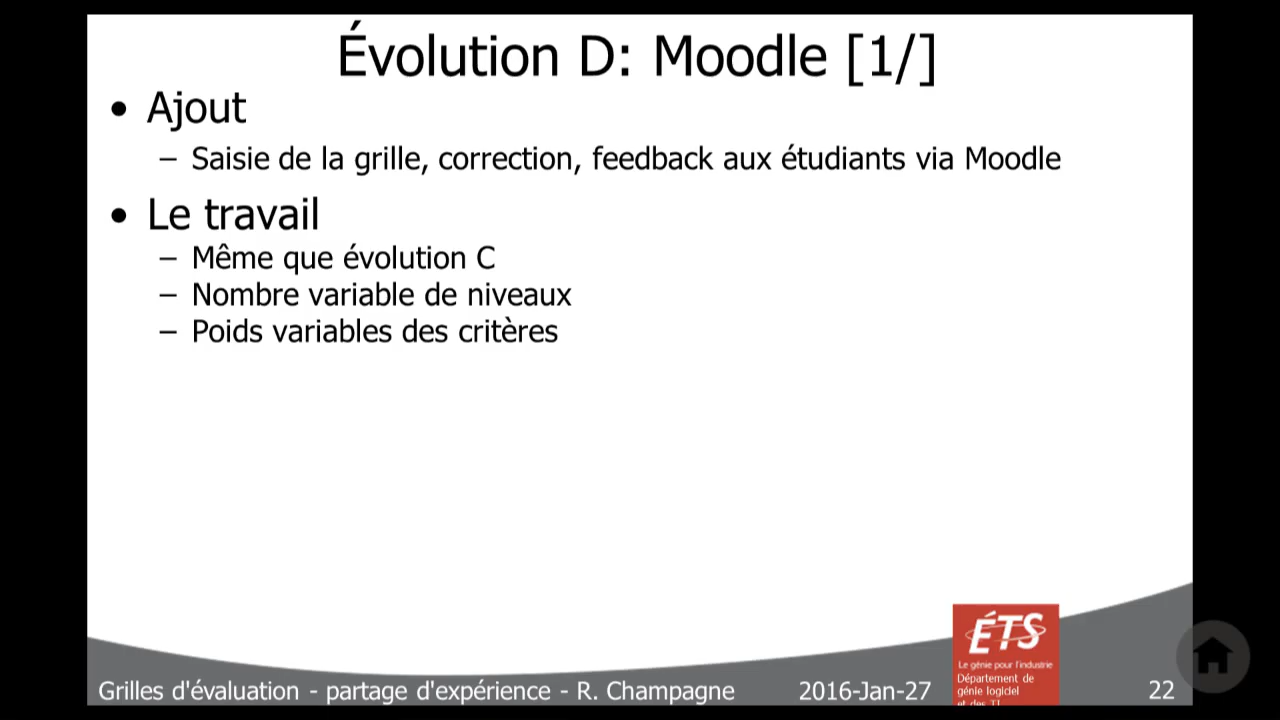 Évolution D: Moodle [1/]
• Ajout
– Saisie de la grille, correction, feedback aux étudiants via Moodle
• Le travail
– Même que évolution C
– Nombre variable de niveaux
– Poids variables des critères
ÉTS
Le génie pour l'industrie
Département de
génie logiciel
et des TI
Grilles d'évaluation - partage d'expérience - R. Champagne
2016-Jan-27
22